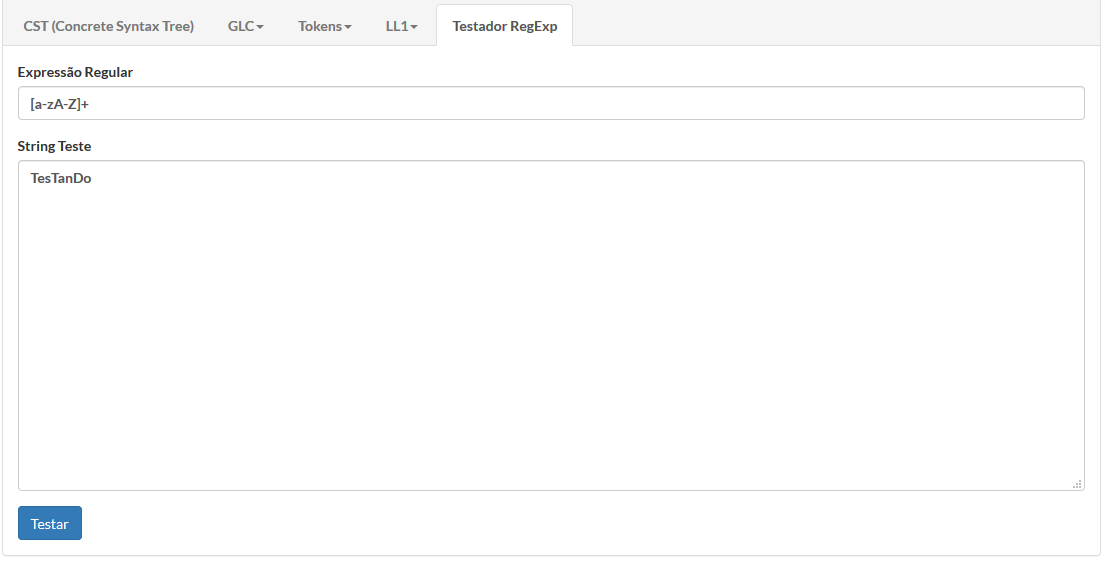 CST (Concrete Syntax Tree) GLC Tokens LL1 Testador RegExp
Expressão Regular
[a-zA-Z]+
String Teste
TesTanDo
Testar